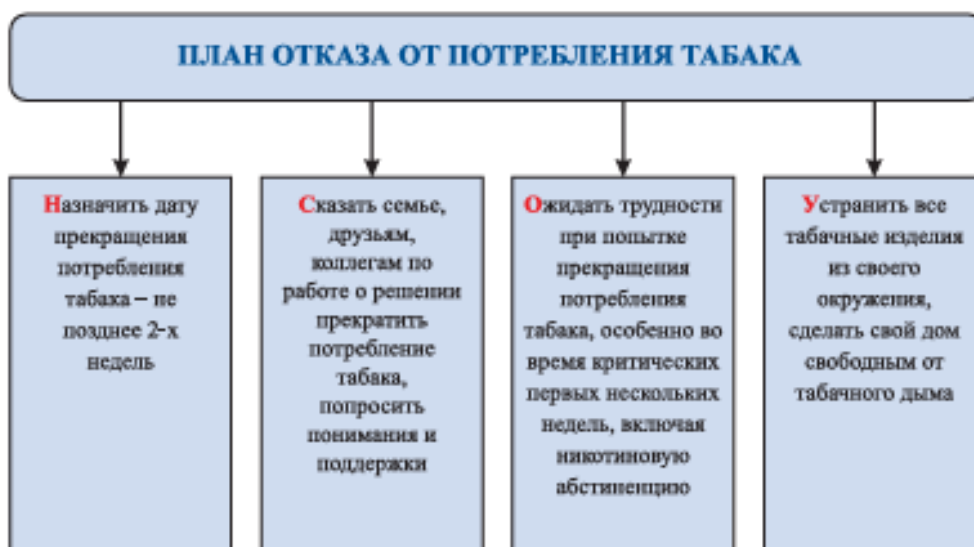 ПЛАН ОТКАЗА ОТ ПОТРЕБЛЕНИЯ ТАБАКА
Назначить дату
прекращения
потребления
табака – не
позднее 2-х
недель
Сказать семье,
друзьям,
коллегам по
работе о решении
прекратить
потребление
табака,
попросить
понимания и
поддержки
Ожидать трудности
при попытке
прекращения
потребления
табака, особенно во
время критических
первых нескольких
недель, включая
никотиновую
абстиненцию
Устранить все
табачные изделия
из своего
окружения,
сделать свой дом
свободным от
табачного дыма